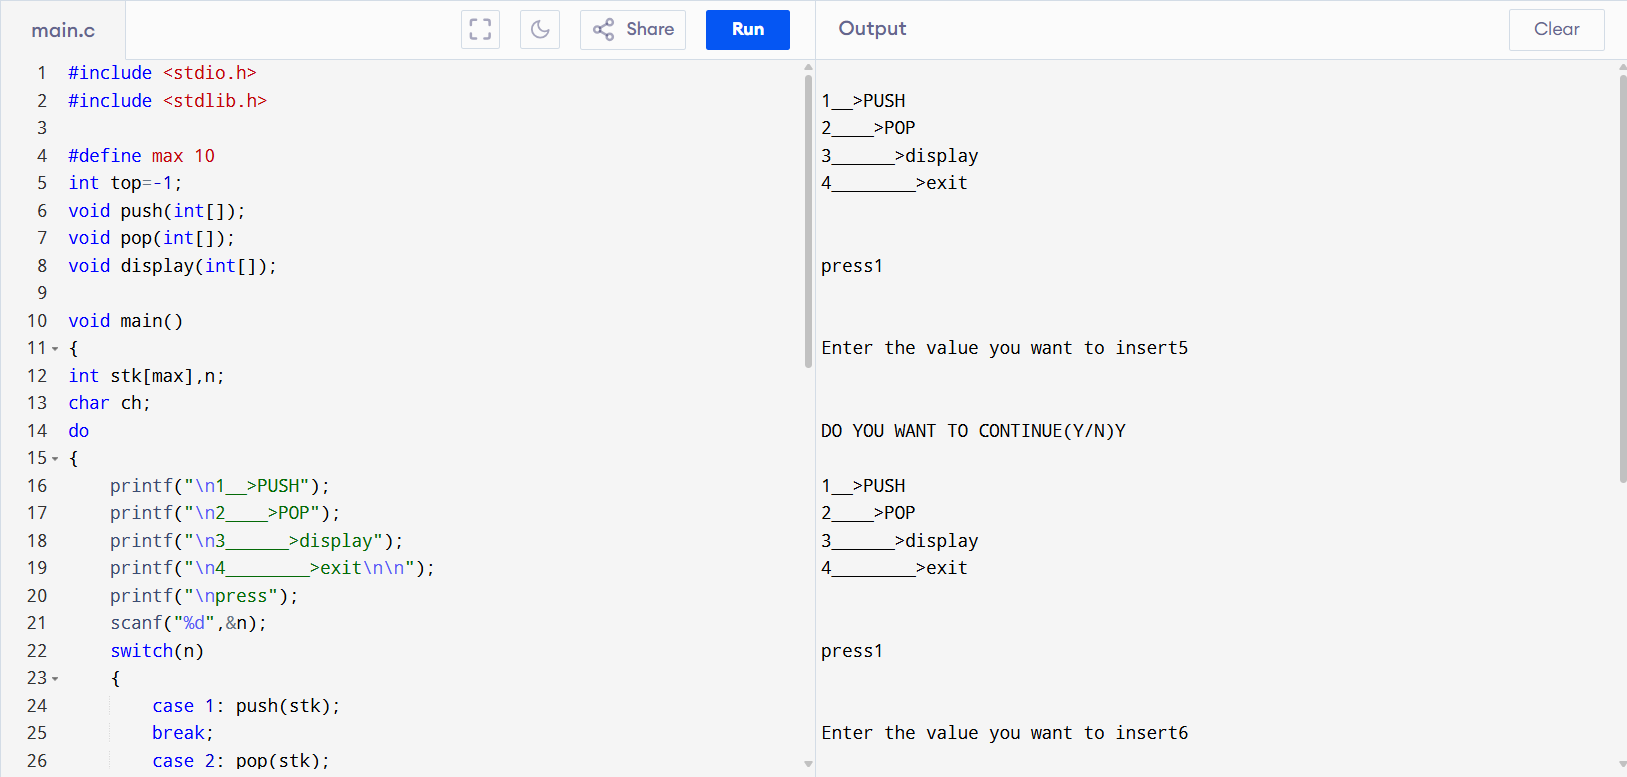 main.c
Share
Run
Output
Clear
1 #include <stdio.h>
2 #include <stdlib.h>
3
4 #define max 10
5 int top=-1;
6 void push(int[]);
7 void pop(int[]);
8 void display(int[]);
9
10 void main()
11 {
12 int stk[max],n;
13 char ch;
14 do
15 {
16     printf("\n1__>PUSH");
17     printf("\n2____>POP");
18     printf("\n3______>display");
19     printf("\n4________>exit\n\n");
20     printf("\npress");
21     scanf("%d",&n);
22     switch(n)
23     {
24         case 1: push(stk);
25         break;
26         case 2: pop(stk);
1__>PUSH
2____>POP
3______>display
4________>exit
press1
Enter the value you want to insert5
DO YOU WANT TO CONTINUE(Y/N)Y
1__>PUSH
2____>POP
3______>display
4________>exit
press1
Enter the value you want to insert6